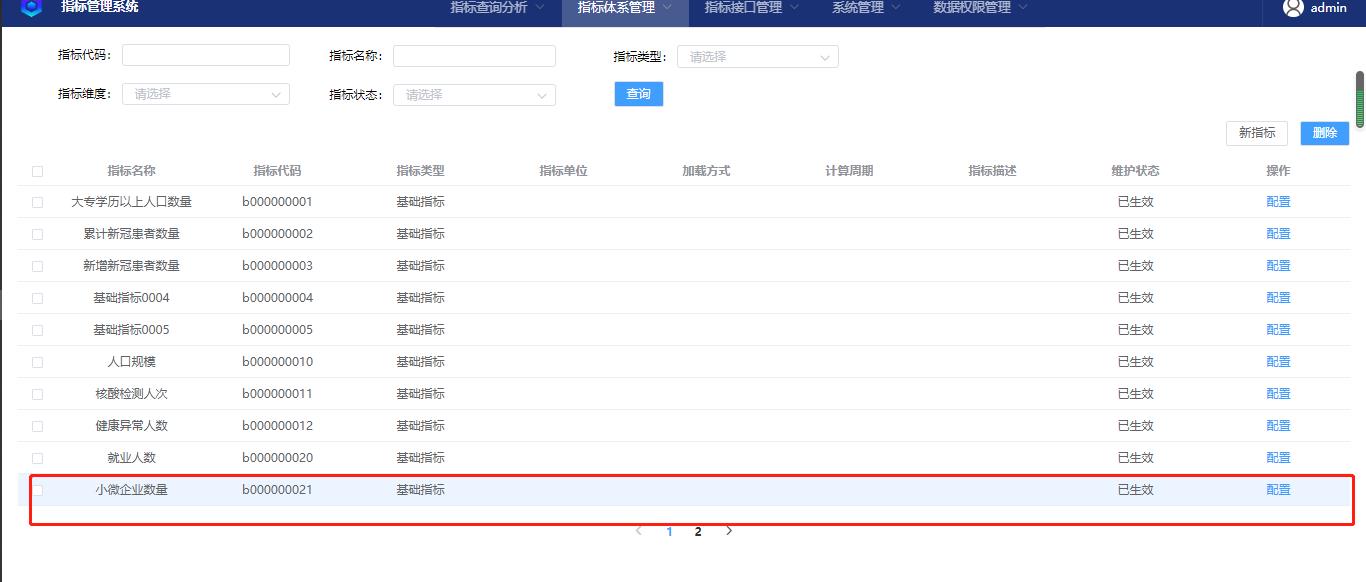 指标管理系统 指标查询分析 指标体系管理 指标接口管理 系统管理 数据权限管理 admin
指标代码: 指标名称: 指标类型: 请选择
指标维度: 请选择 指标状态: 请选择 查询
新指标 删除
指标名称 指标代码 指标类型 指标单位 加载方式 计算周期 指标描述 维护状态 操作
大专学历以上人口数量 b000000001 基础指标 已生效 配置
累计新冠患者数量 b000000002 基础指标 已生效 配置
新增新冠患者数量 b000000003 基础指标 已生效 配置
基础指标0004 b000000004 基础指标 已生效 配置
基础指标0005 b000000005 基础指标 已生效 配置
人口规模 b000000010 基础指标 已生效 配置
核酸检测人次 b000000011 基础指标 已生效 配置
健康异常人数 b000000012 基础指标 已生效 配置
就业人数 b000000020 基础指标 已生效 配置
小微企业数量 b000000021 基础指标 已生效 配置
1 2